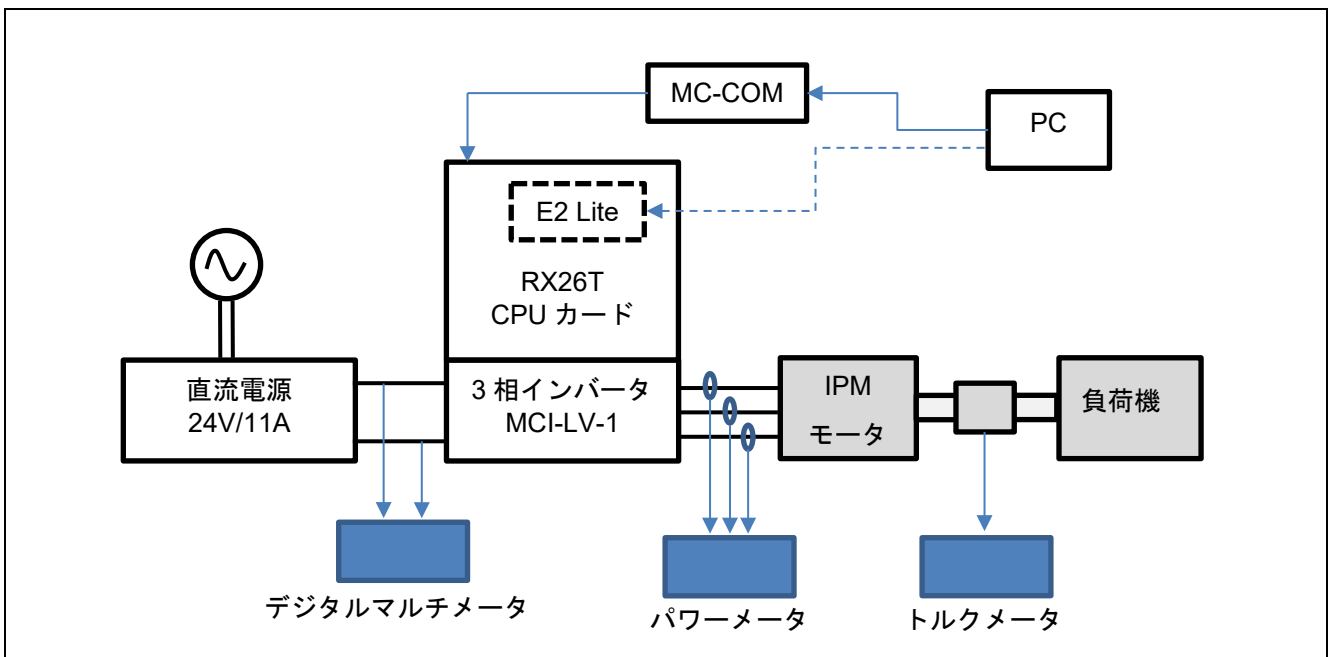 MC-COM
PC
E2 Lite
RX26T
CPU カード
直流電源
24V/11A
3 相インバータ
MCI-LV-1
IPM
モータ
負荷機
デジタルマルチメータ
パワーメータ
トルクメータ